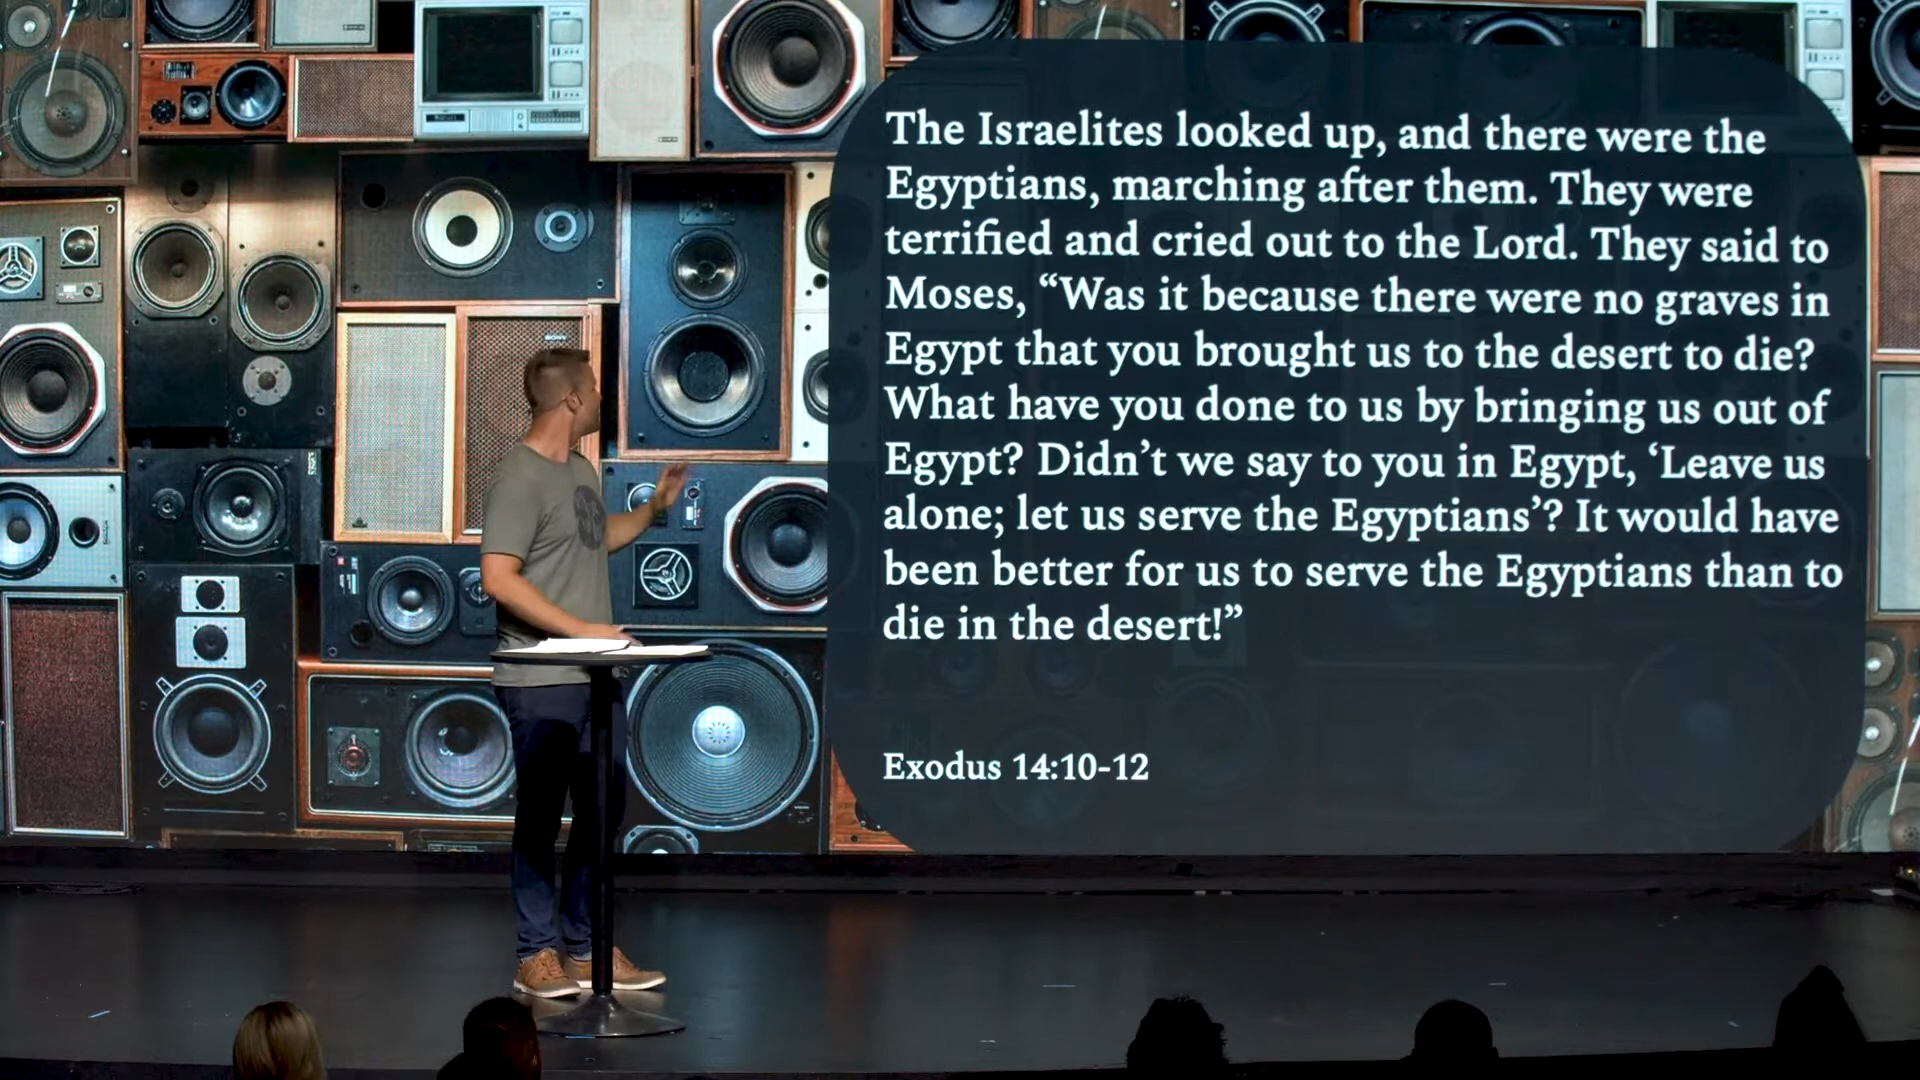 The Israelites looked up, and there were the
Egyptians, marching after them. They were
terrified and cried out to the Lord. They said to
Moses, “Was it because there were no graves in
Egypt that you brought us to the desert to die?
What have you done to us by bringing us out of
Egypt? Didn’t we say to you in Egypt, ‘Leave us
alone; let us serve the Egyptians’? It would have
been better for us to serve the Egyptians than to
die in the desert!”
Exodus 14:10-12
SONY